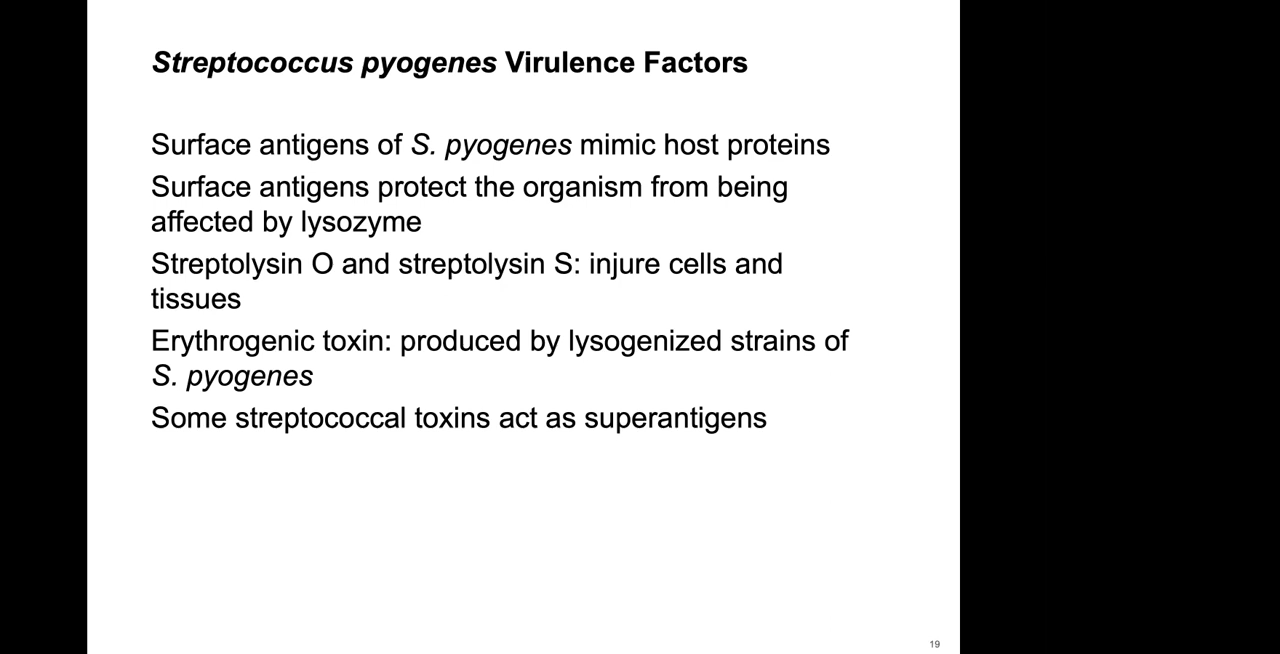 Streptococcus pyogenes Virulence Factors
Surface antigens of S. pyogenes mimic host proteins
Surface antigens protect the organism from being
affected by lysozyme
Streptolysin O and streptolysin S: injure cells and
tissues
Erythrogenic toxin: produced by lysogenized strains of
S. pyogenes
Some streptococcal toxins act as superantigens
19